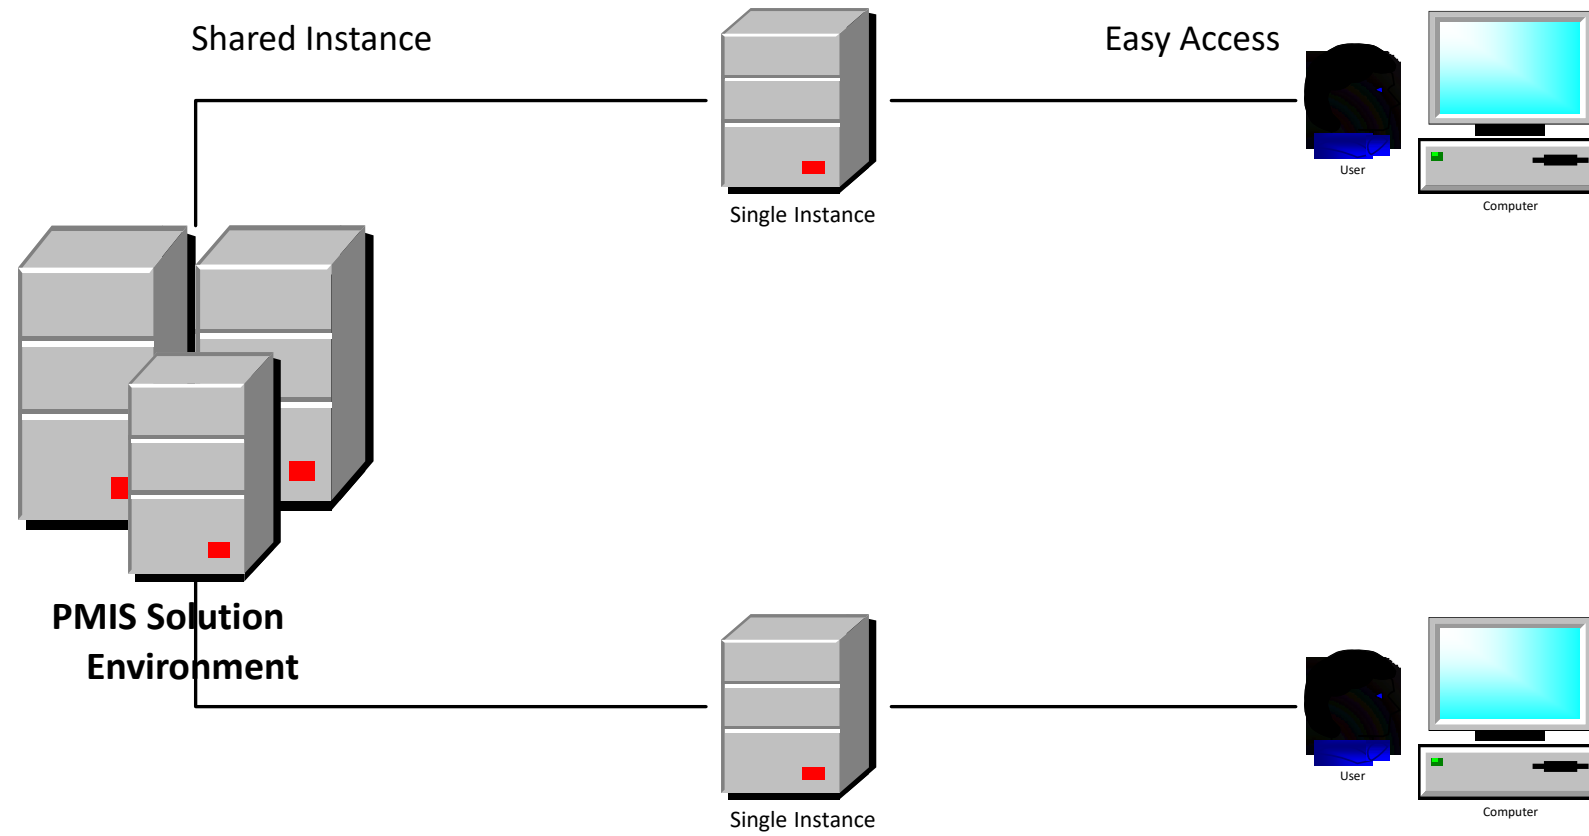 Shared Instance
Easy Access
User
Computer
Single Instance
PMIS Solution
Environment
User
Computer
Single Instance